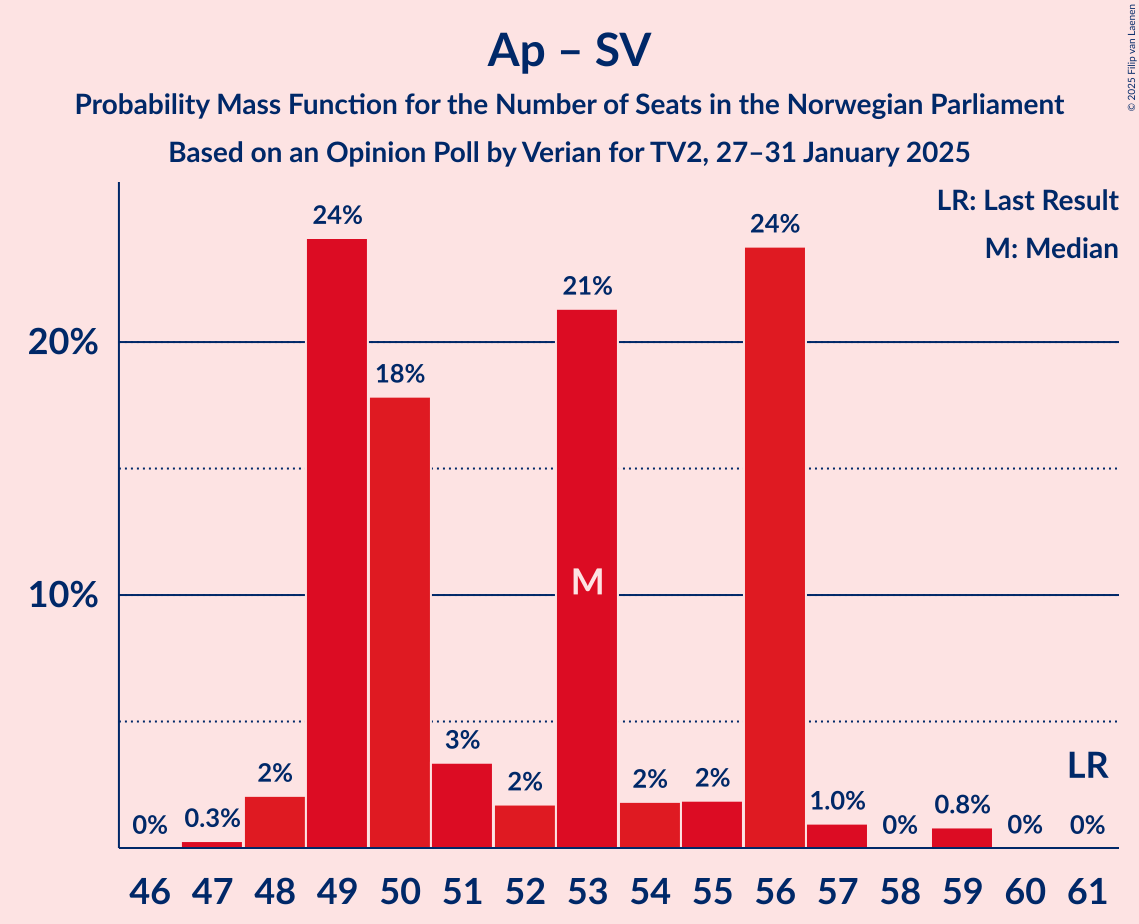 Ap – SV
Probability Mass Function for the Number of Seats in the Norwegian Parliament
Based on an Opinion Poll by Verian for TV2, 27–31 January 2025
© 2025 Filip van Laenen
LR: Last Result
M: Median
20%
10%
0%
0.3%
2%
24%
18%
3%
2%
21%
2%
2%
24%
1.0%
0%
0.8%
0%
0%
M
LR
46 47 48 49 50 51 52 53 54 55 56 57 58 59 60 61